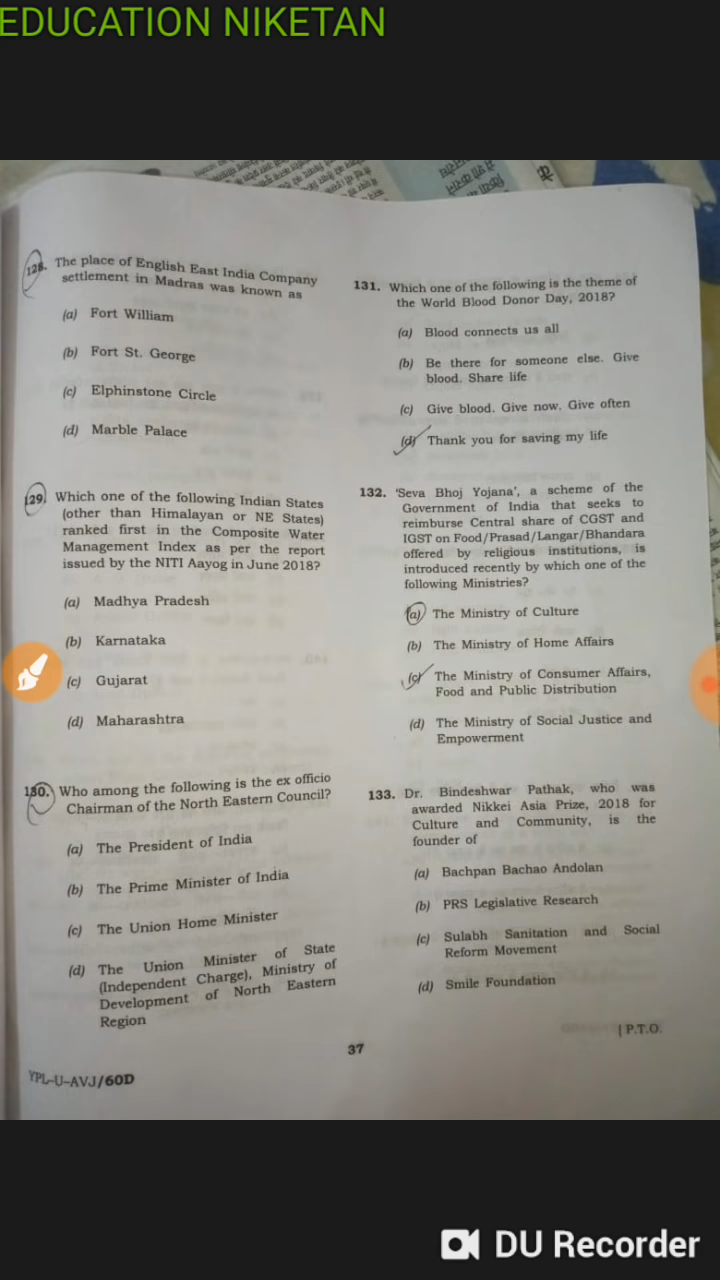 EDUCATION NIKETAN
128. The place of English East India Company
settlement in Madras was known as
(a) Fort William
(b) Fort St. George
(c) Elphinstone Circle
(d) Marble Palace
129. Which one of the following Indian States
(other than Himalayan or NE States)
ranked first in the Composite Water
Management Index as per the report
issued by the NITI Aayog in June 2018?
(a) Madhya Pradesh
(b) Karnataka
(c) Gujarat
(d) Maharashtra
130. Who among the following is the ex officio
Chairman of the North Eastern Council?
(a) The President of India
(b) The Prime Minister of India
(c) The Union Home Minister
(d) The Union Minister of State
(Independent Charge), Ministry of
Development of North Eastern
Region
131. Which one of the following is the theme of
the World Blood Donor Day, 2018?
(a) Blood connects us all
(b) Be there for someone else. Give
blood. Share life
(c) Give blood. Give now. Give often
(d) Thank you for saving my life
132. 'Seva Bhoj Yojana', a scheme of the
Government of India that seeks to
reimburse Central share of CGST and
IGST on Food/Prasad/Langar/Bhandara
offered by religious institutions, is
introduced recently by which one of the
following Ministries?
(a) The Ministry of Culture
(b) The Ministry of Home Affairs
(c) The Ministry of Consumer Affairs,
Food and Public Distribution
(d) The Ministry of Social Justice and
Empowerment
133. Dr. Bindeshwar Pathak, who was
awarded Nikkei Asia Prize, 2018 for
Culture and Community, is the
founder of
(a) Bachpan Bachao Andolan
(b) PRS Legislative Research
(c) Sulabh Sanitation and Social
Reform Movement
(d) Smile Foundation
[ P.T.O.
37
YPL-U-AVJ/60D
DU Recorder